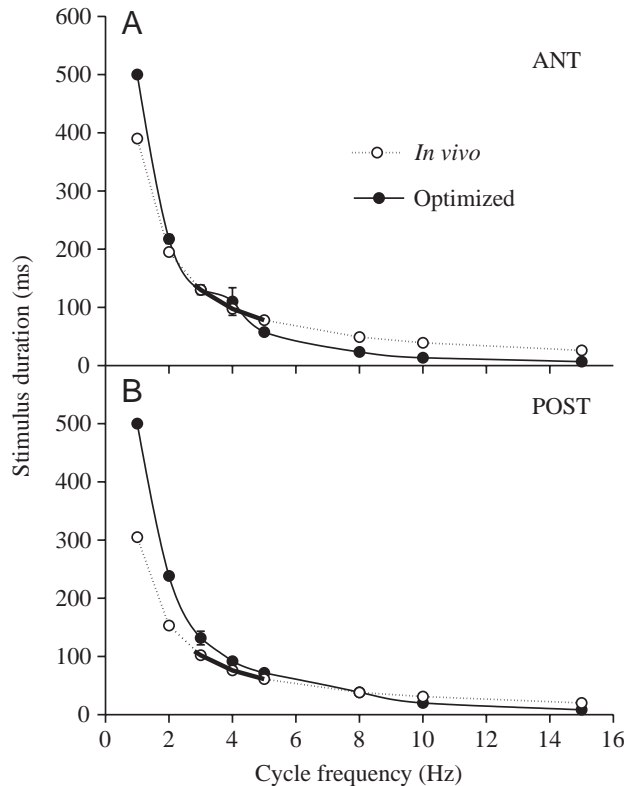 600
A
ANT
500
In vivo
400
Optimized
300
200
100
0
Stimulus duration (ms)
B
POST
500
400
300
200
100
0
0 2 4 6 8 10 12 14 16
Cycle frequency (Hz)